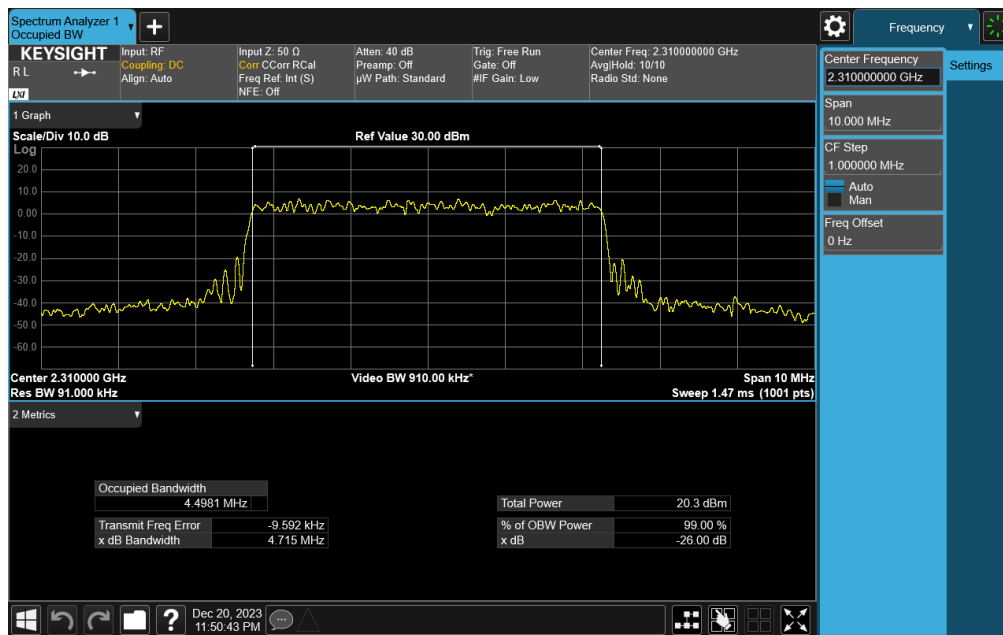 Spectrum Analyzer 1
Occupied BW
Frequency
KEYSIGHT
R L
LXI
Input: RF
Coupling: DC
Align: Auto
Input Z: 50 Ω
Corr CCorr RCal
Freq Ref: Int (S)
NFE: Off
Atten: 40 dB
Preamp: Off
µW Path: Standard
Trig: Free Run
Gate: Off
#IF Gain: Low
Center Freq: 2.310000000 GHz
Avg|Hold: 10/10
Radio Std: None
Center Frequency
2.310000000 GHz
Settings
Span
10.000 MHz
CF Step
1.000000 MHz
Auto
Man
Freq Offset
0 Hz
1 Graph
Scale/Div 10.0 dB
Ref Value 30.00 dBm
Log
20.0
10.0
0.00
-10.0
-20.0
-30.0
-40.0
-50.0
-60.0
Center 2.310000 GHz
Video BW 910.00 kHz*
Span 10 MHz
Res BW 91.000 kHz
Sweep 1.47 ms (1001 pts)
2 Metrics
Occupied Bandwidth
4.4981 MHz
Total Power 20.3 dBm
Transmit Freq Error -9.592 kHz
% of OBW Power 99.00 %
x dB Bandwidth 4.715 MHz
x dB -26.00 dB
?
Dec 20, 2023
11:50:43 PM